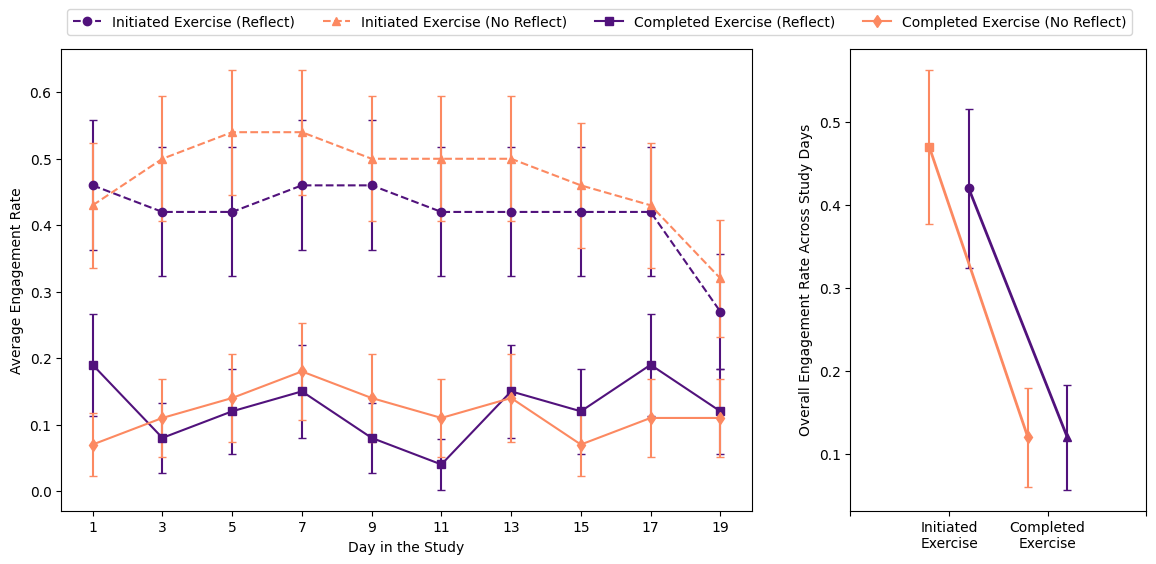 Initiated Exercise (Reflect) Initiated Exercise (No Reflect) Completed Exercise (Reflect) Completed Exercise (No Reflect)
Average Engagement Rate
0.6
0.5
0.4
0.3
0.2
0.1
0.0
1 3 5 7 9 11 13 15 17 19
Day in the Study
Overall Engagement Rate Across Study Days
0.5
0.4
0.3
0.2
0.1
Initiated Completed
Exercise Exercise